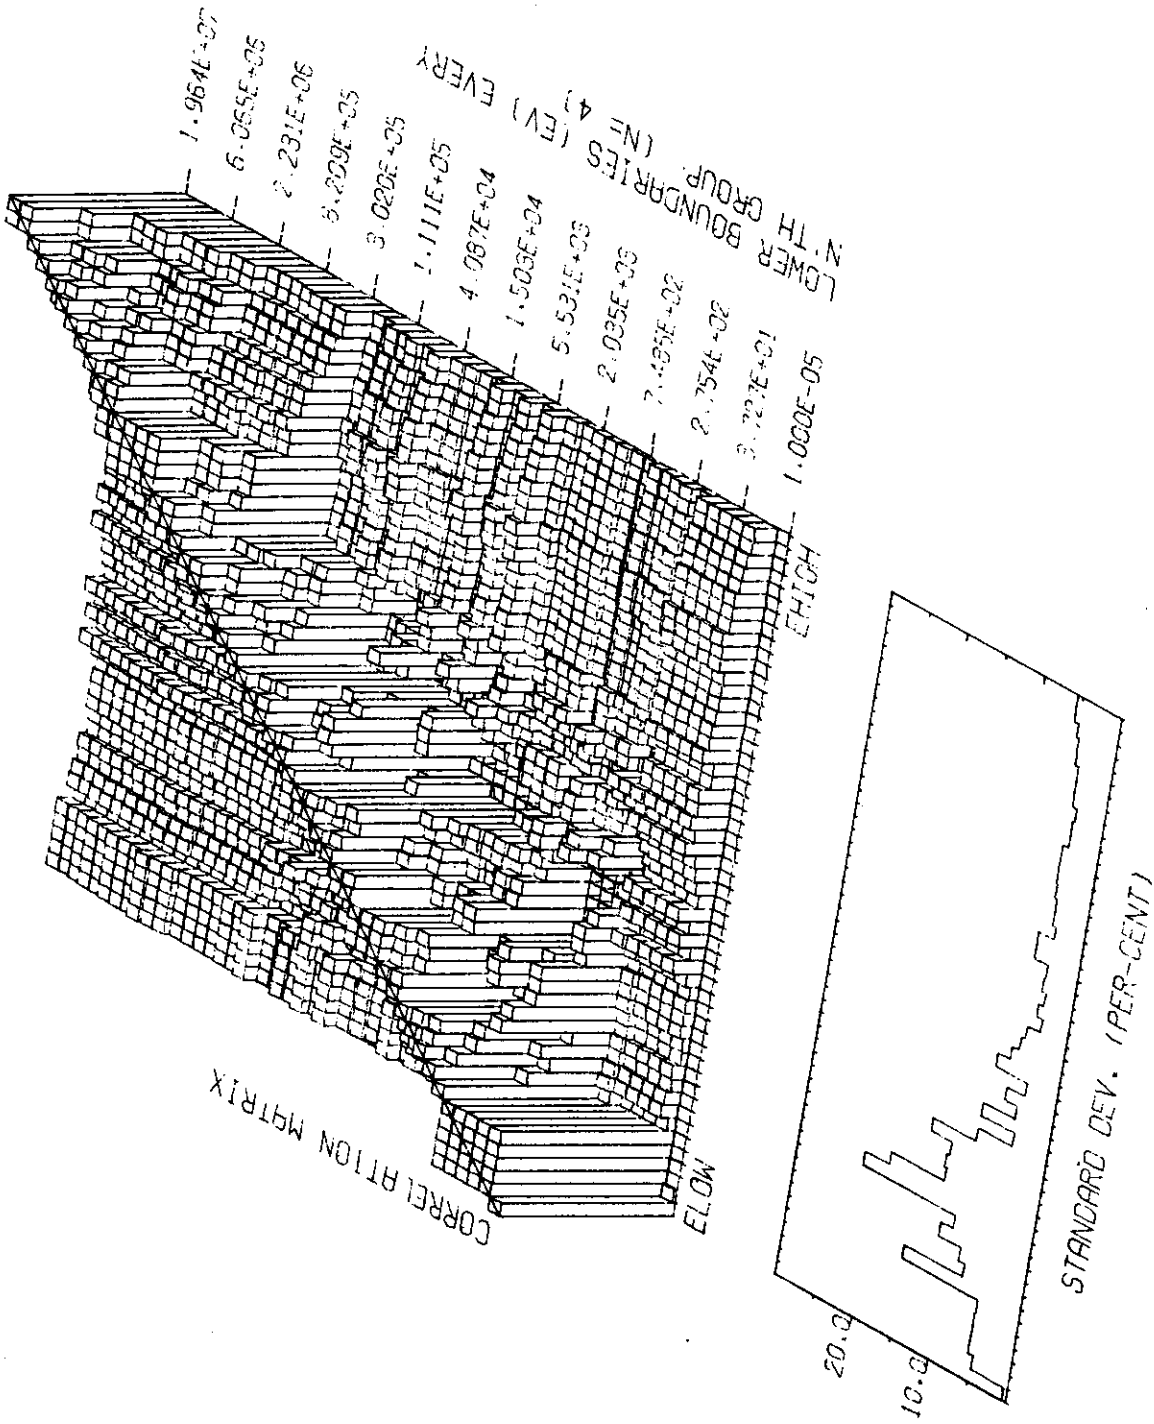 CORRELATION MATRIX
1.964E+07
6.065E+06
2.231E+06
8.209E+05
3.020E+05
1.111E+05
4.087E+04
1.503E+04
5.531E+03
2.035E+03
7.485E+02
2.754E+02
3.727E+01
1.000E-05
LOWER BOUNDARIES (EV) EVERY
N·TH GROUP. (N= 4)
ELOW
EHIGH
20.0
10.0
STANDARD DEV. (PER-CENT)